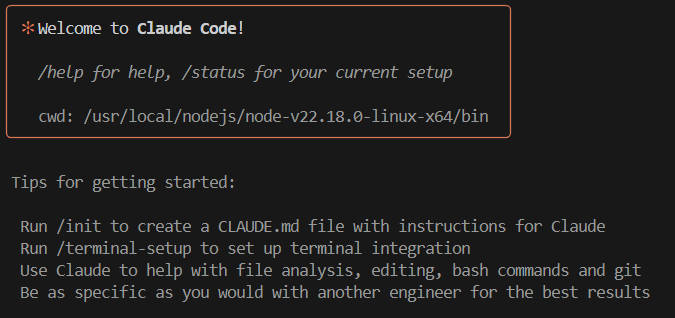 ✻ Welcome to Claude Code!
/help for help, /status for your current setup
cwd: /usr/local/nodejs/node-v22.18.0-linux-x64/bin
Tips for getting started:
Run /init to create a CLAUDE.md file with instructions for Claude
Run /terminal-setup to set up terminal integration
Use Claude to help with file analysis, editing, bash commands and git
Be as specific as you would with another engineer for the best results